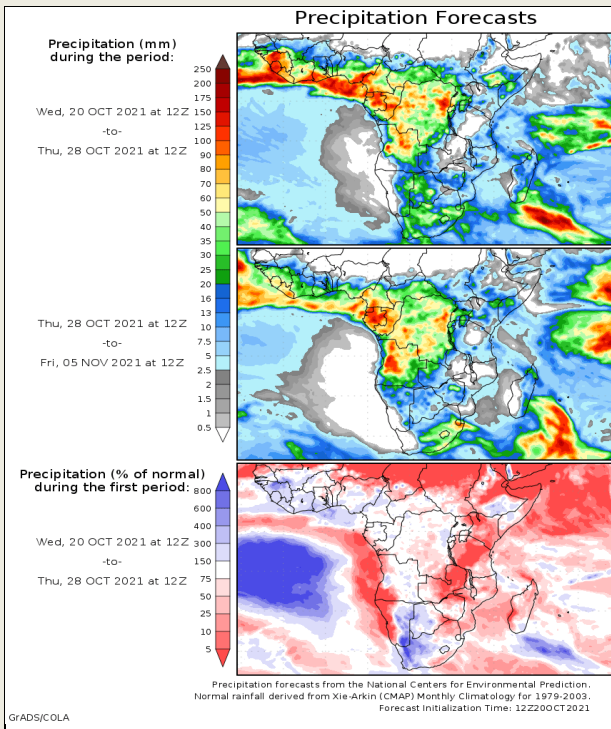 Precipitation Forecasts
Precipitation (mm)
during the period:
Wed, 20 OCT 2021 at 12Z
-to-
Thu, 28 OCT 2021 at 12Z
250
200
175
150
125
100
90
80
70
60
50
40
35
30
25
20
16
13
10
7.5
5
2.5
2
1.5
1
0.5
Thu, 28 OCT 2021 at 12Z
-to-
Fri, 05 NOV 2021 at 12Z
Precipitation (% of normal)
during the first period:
Wed, 20 OCT 2021 at 12Z
-to-
Thu, 28 OCT 2021 at 12Z
800
600
400
300
150
75
50
25
10
5
Precipitation forecasts from the National Centers for Environmental Prediction.
Normal rainfall derived from Xie-Arkin (CMAP) Monthly Climatology for 1979-2003.
Forecast Initialization Time: 12Z20OCT2021
GrADS/COLA